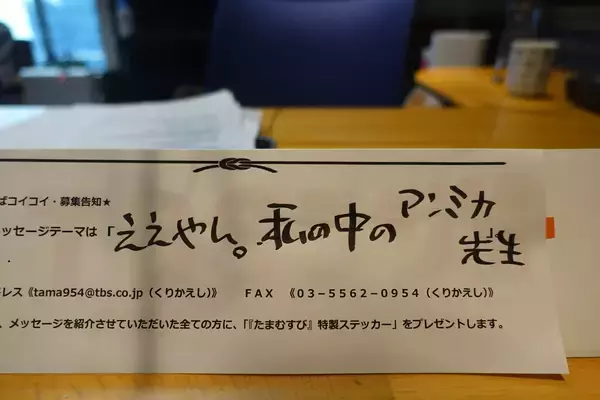 ばコイコイ・募集告知★
ッセージテーマは「ええやん。私の中のアンミカ先生
ドレス《tama954@tbs.co.jp（くりかえし）》　ＦＡＸ　《０３－５５６２－０９５４（くりかえし）》
、メッセージを紹介させていただいた全ての方に、「『たまむすび』特製ステッカー」をプレゼントします。